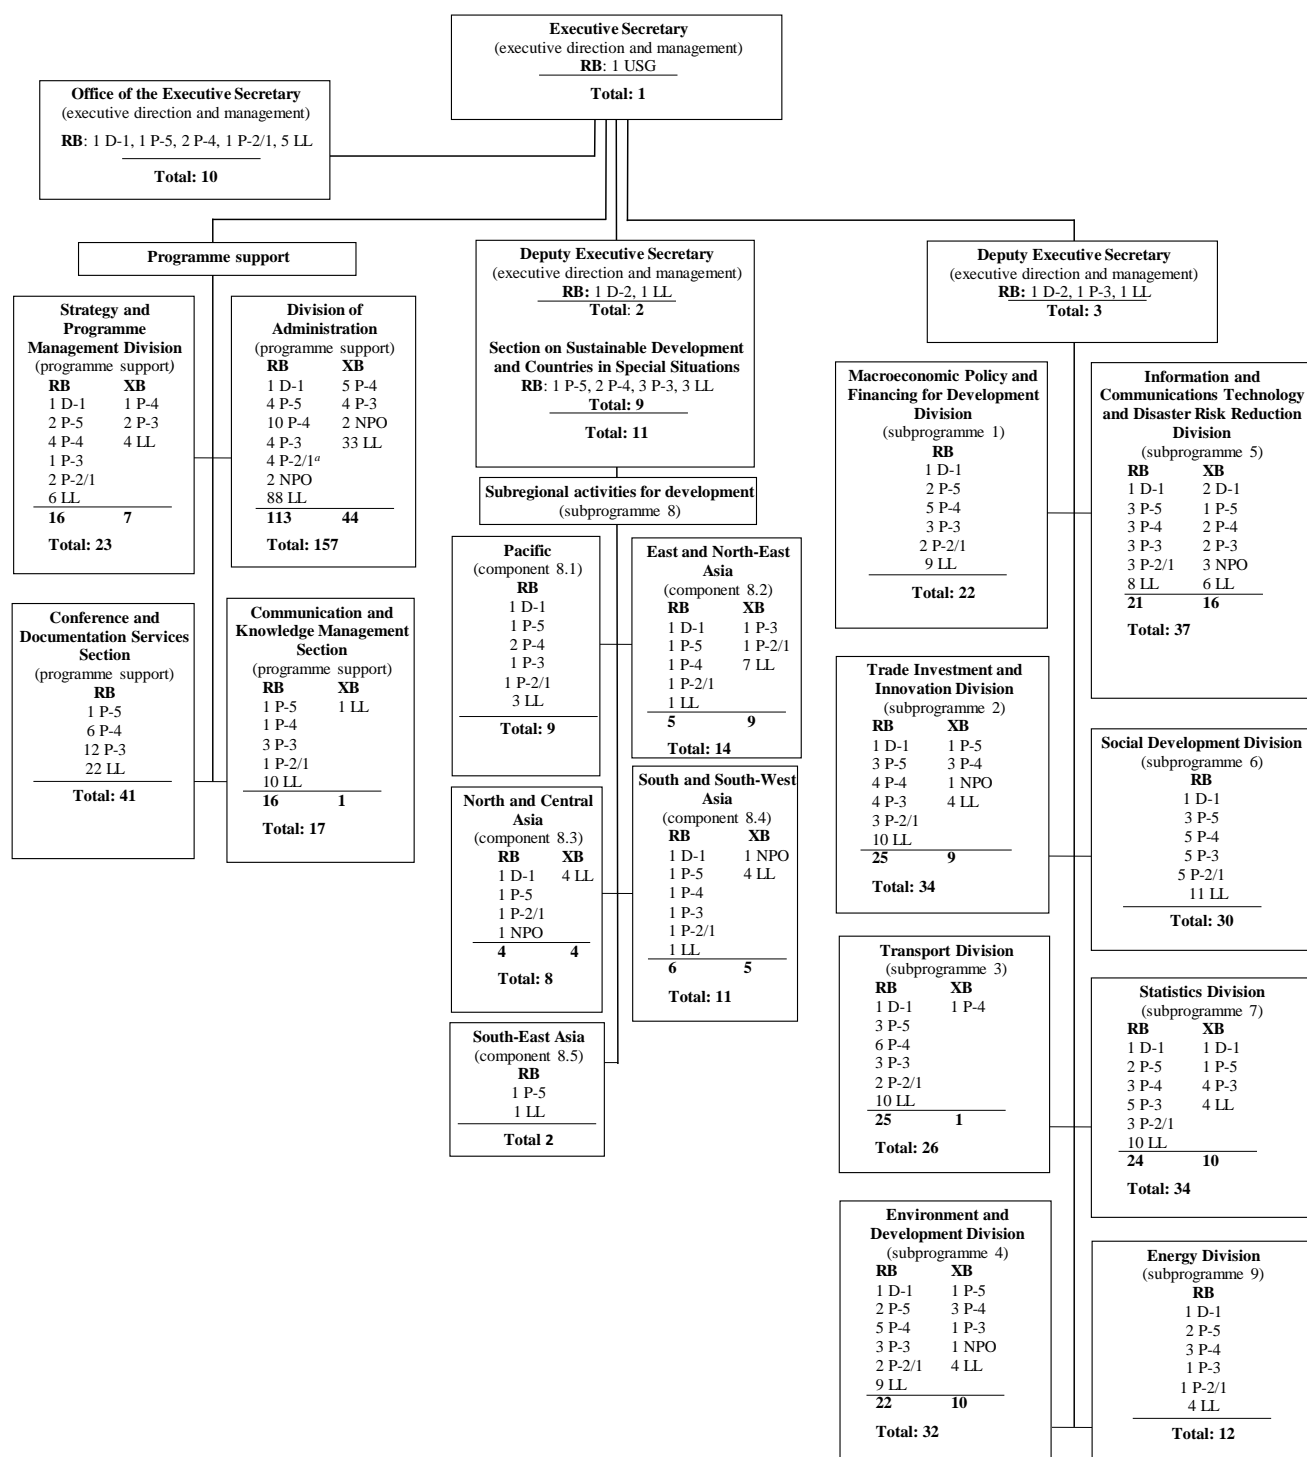 Executive Secretary
(executive direction and management)
RB: 1 USG
Total: 1
Office of the Executive Secretary
(executive direction and management)
RB: 1 D-1, 1 P-5, 2 P-4, 1 P-2/1, 5 LL
Total: 10
Programme support
Strategy and
Programme
Management Division
(programme support)
RB XB
1 D-1 1 P-4
2 P-5 2 P-3
4 P-4 4 LL
1 P-3
2 P-2/1
6 LL
16 7
Total: 23
Division of
Administration
(programme support)
RB XB
1 D-1 5 P-4
4 P-5 4 P-3
10 P-4 2 NPO
4 P-3 33 LL
4 P-2/1a
2 NPO
88 LL
113 44
Total: 157
Conference and
Documentation Services
Section
(programme support)
RB
1 P-5
6 P-4
12 P-3
22 LL
Total: 41
Communication and
Knowledge Management
Section
(programme support)
RB XB
1 P-5 1 LL
1 P-4
3 P-3
1 P-2/1
10 LL
16 1
Total: 17
Deputy Executive Secretary
(executive direction and management)
RB: 1 D-2, 1 LL
Total: 2
Section on Sustainable Development
and Countries in Special Situations
RB: 1 P-5, 2 P-4, 3 P-3, 3 LL
Total: 9
Total: 11
Subregional activities for development
(subprogramme 8)
Pacific
(component 8.1)
RB
1 D-1
1 P-5
2 P-4
1 P-3
1 P-2/1
3 LL
Total: 9
East and North-East
Asia
(component 8.2)
RB XB
1 D-1 1 P-3
1 P-5 1 P-2/1
1 P-4 7 LL
1 P-2/1
1 LL
5 9
Total: 14
North and Central
Asia
(component 8.3)
RB XB
1 D-1 4 LL
1 P-5
1 P-2/1
1 NPO
4 4
Total: 8
South and South-West
Asia
(component 8.4)
RB XB
1 D-1 1 NPO
1 P-5 4 LL
1 P-4
1 P-3
1 P-2/1
1 LL
6 5
Total: 11
South-East Asia
(component 8.5)
RB
1 P-5
1 LL
Total 2
Deputy Executive Secretary
(executive direction and management)
RB: 1 D-2, 1 P-3, 1 LL
Total: 3
Macroeconomic Policy and
Financing for Development
Division
(subprogramme 1)
RB
1 D-1
2 P-5
5 P-4
3 P-3
2 P-2/1
9 LL
Total: 22
Information and
Communications Technology
and Disaster Risk Reduction
Division
(subprogramme 5)
RB XB
1 D-1 2 D-1
3 P-5 1 P-5
3 P-4 2 P-4
3 P-3 2 P-3
3 P-2/1 3 NPO
8 LL 6 LL
21 16
Total: 37
Trade Investment and
Innovation Division
(subprogramme 2)
RB XB
1 D-1 1 P-5
3 P-5 3 P-4
4 P-4 1 NPO
4 P-3 4 LL
3 P-2/1
10 LL
25 9
Total: 34
Social Development Division
(subprogramme 6)
RB
1 D-1
3 P-5
5 P-4
5 P-3
5 P-2/1
11 LL
Total: 30
Transport Division
(subprogramme 3)
RB XB
1 D-1 1 P-4
3 P-5
6 P-4
3 P-3
2 P-2/1
10 LL
25 1
Total: 26
Statistics Division
(subprogramme 7)
RB XB
1 D-1 1 D-1
2 P-5 1 P-5
3 P-4 4 P-3
5 P-3 4 LL
3 P-2/1
10 LL
24 10
Total: 34
Environment and
Development Division
(subprogramme 4)
RB XB
1 D-1 1 P-5
2 P-5 3 P-4
5 P-4 1 P-3
3 P-3 1 NPO
2 P-2/1 4 LL
9 LL
22 10
Total: 32
Energy Division
(subprogramme 9)
RB
1 D-1
2 P-5
3 P-4
1 P-3
1 P-2/1
4 LL
Total: 12